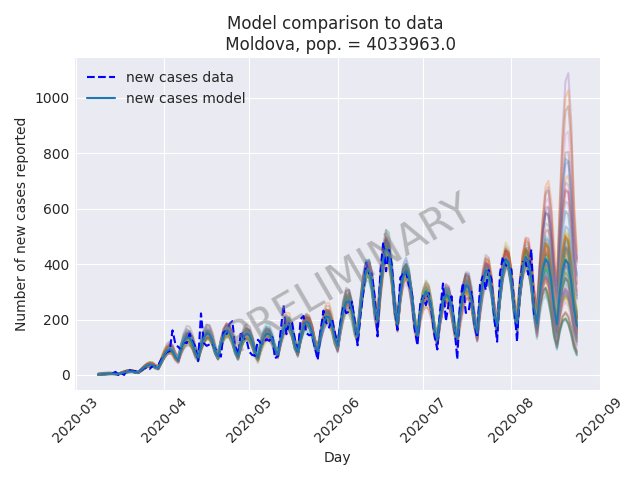 Model comparison to data
Moldova, pop. = 4033963.0
new cases data
new cases model
Number of new cases reported
1000
800
600
400
200
0
PRELIMINARY
2020-03
2020-04
2020-05
2020-06
2020-07
2020-08
2020-09
Day